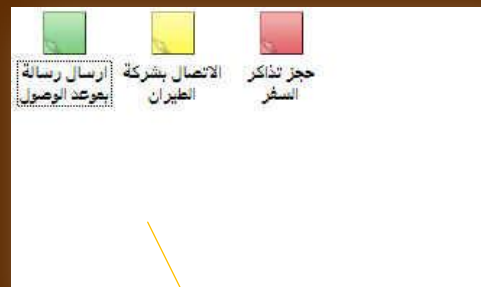 حجز تذاكر
السفر
الاتصال بشركة
الطيران
ارسال رسالة
بموعد الوصول